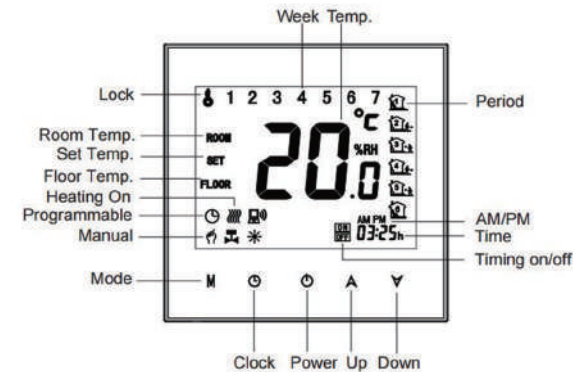 Week Temp.
Lock
1 2 3 4 5 6 7
Period
Room Temp.
ROOM
°C
Set Temp.
SET
20.0
%RH
Floor Temp.
FLOOR
Heating On
Programmable
AM PM
AM/PM
Manual
ON
OFF
03:25h
Time
Timing on/off
Mode
M
Clock
Power
Up
Down